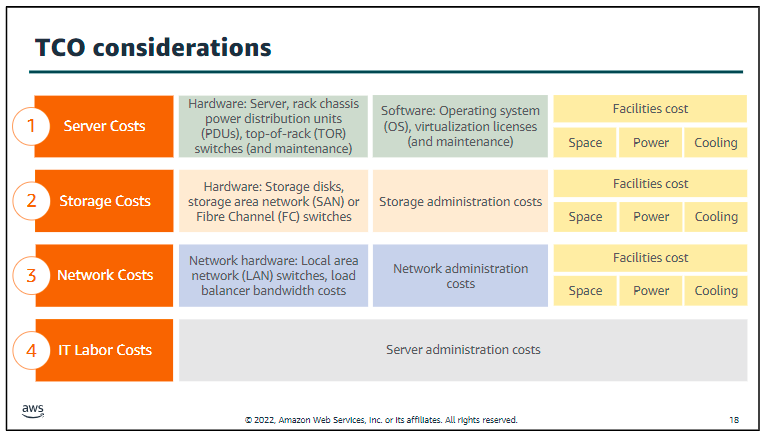 TCO considerations
1
Server Costs
Hardware: Server, rack chassis
power distribution units
(PDUs), top-of-rack (TOR)
switches (and maintenance)
Software: Operating system
(OS), virtualization licenses
(and maintenance)
Facilities cost
Space
Power
Cooling
2
Storage Costs
Hardware: Storage disks,
storage area network (SAN) or
Fibre Channel (FC) switches
Storage administration costs
Facilities cost
Space
Power
Cooling
3
Network Costs
Network hardware: Local area
network (LAN) switches, load
balancer bandwidth costs
Network administration
costs
Facilities cost
Space
Power
Cooling
4
IT Labor Costs
Server administration costs
aws
© 2022, Amazon Web Services, Inc. or its affiliates. All rights reserved.
18